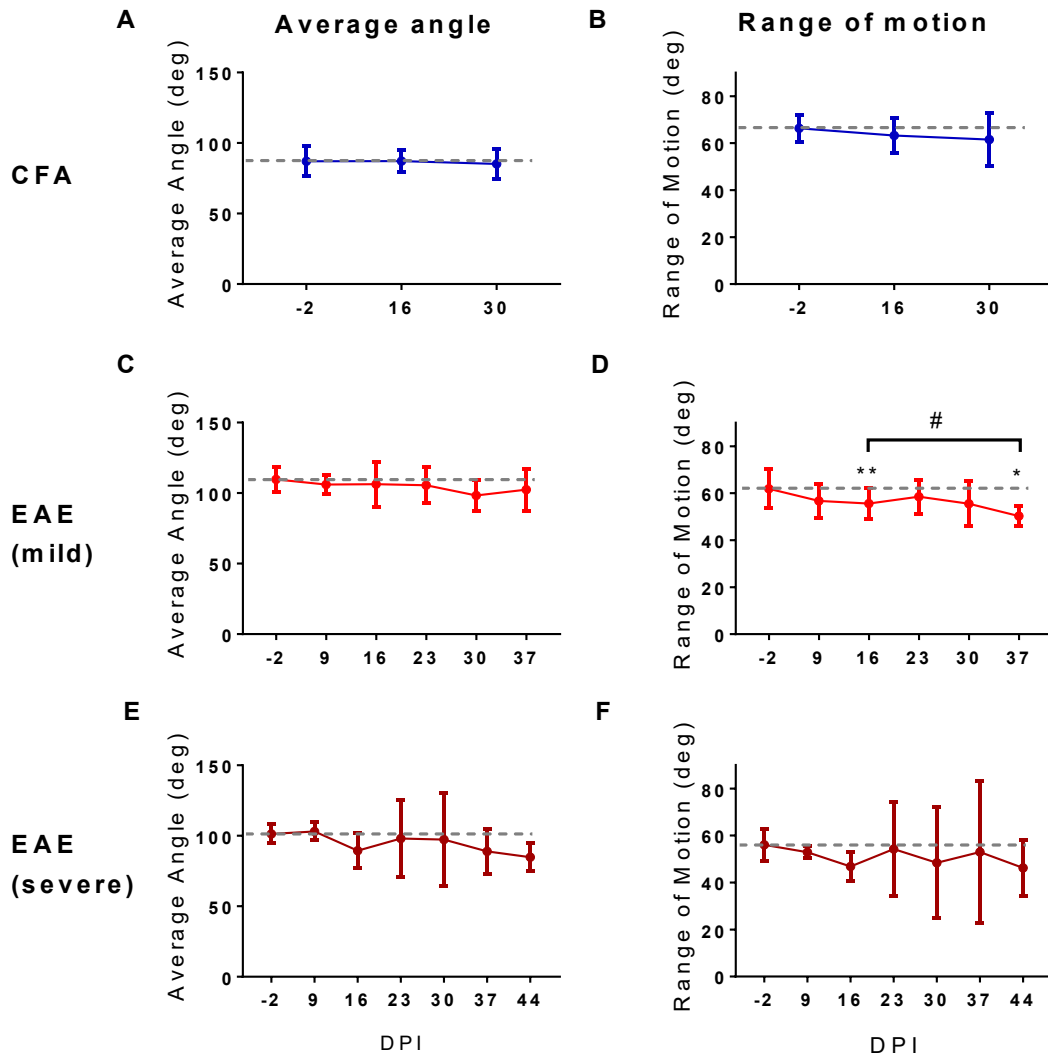 A
Average angle
B
Range of motion
CFA
Average Angle (deg)
150
100
50
0
-2 16 30
Range of Motion (deg)
80
60
40
20
0
-2 16 30
C
D
EAE
(mild)
Average Angle (deg)
150
100
50
0
-2 9 16 23 30 37
Range of Motion (deg)
80
60
40
20
0
#
** *
-2 9 16 23 30 37
E
F
EAE
(severe)
Average Angle (deg)
150
100
50
0
-2 9 16 23 30 37 44
DPI
Range of Motion (deg)
80
60
40
20
0
-2 9 16 23 30 37 44
DPI